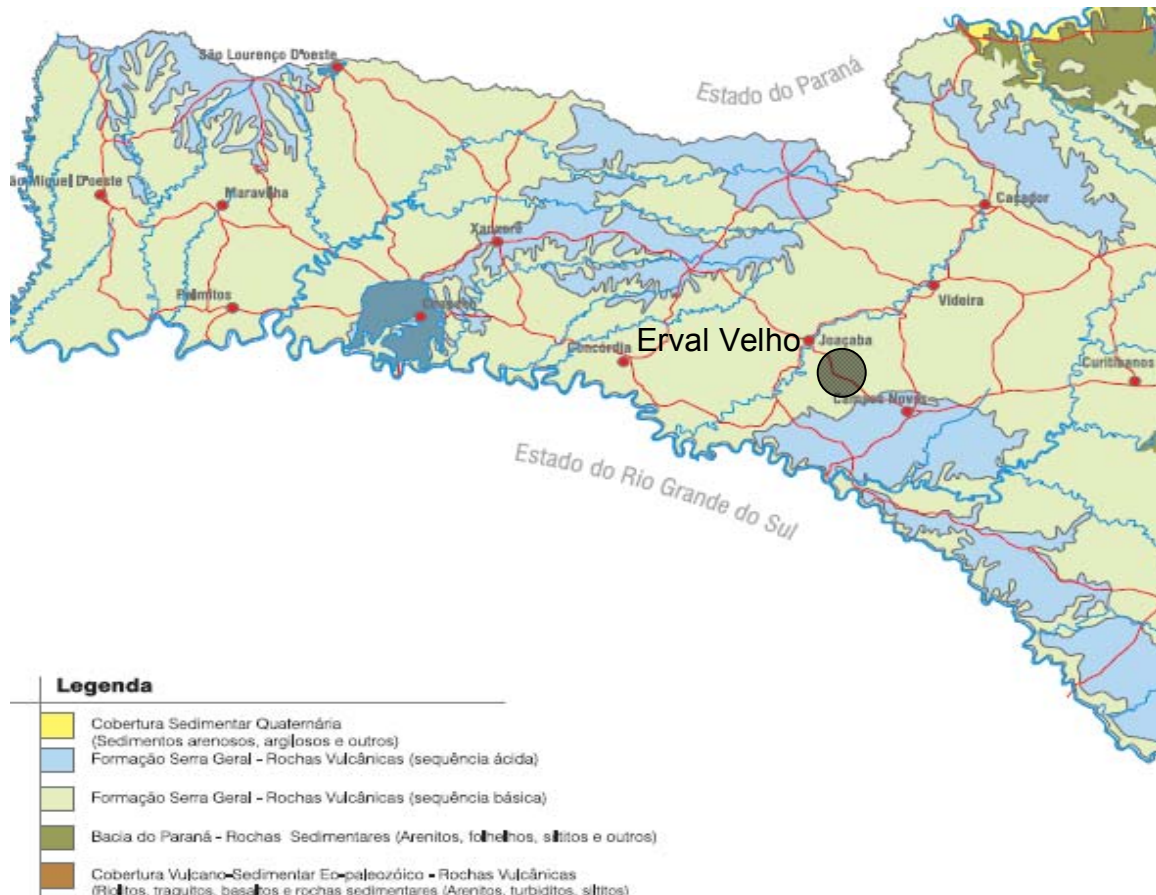 São Lourenço D'oeste
Estado do Paraná
São Miguel D'oeste
Maravilha
Caçador
Xanxerê
Palmitos
Chapecó
Videira
Erval Velho
Joaçaba
Concórdia
Curitibanos
Campos Novos
Estado do Rio Grande do Sul
Legenda
Cobertura Sedimentar Quaternária
(Sedimentos arenosos, argilosos e outros)
Formação Serra Geral - Rochas Vulcânicas (sequência ácida)
Formação Serra Geral - Rochas Vulcânicas (sequência básica)
Bacia do Paraná - Rochas Sedimentares (Arenitos, folhelhos, siltitos e outros)
Cobertura Vulcano-Sedimentar Eo-paleozóico - Rochas Vulcânicas
(Riolitos, traquitos, basaltos e rochas sedimentares (Arenitos, turbiditos, siltitos)